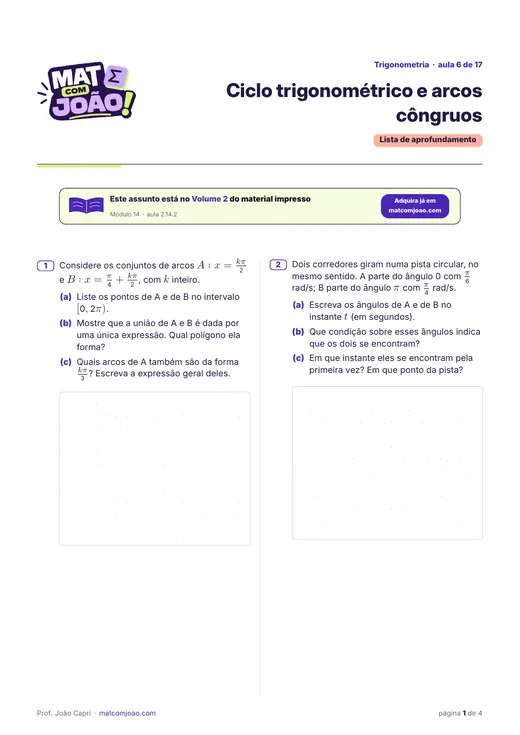 MAT
COM
JOÃO!
Σ
Trigonometria · aula 6 de 17
Ciclo trigonométrico e arcos
côngruos
Lista de aprofundamento
Este assunto está no Volume 2 do material impresso
Módulo 14 · aula 2.14.2
Adquira já em
matcomjoao.com
1 Considere os conjuntos de arcos A : x = kπ/2
e B : x = π/4 + kπ/2, com k inteiro.
(a) Liste os pontos de A e de B no intervalo
[0, 2π).
(b) Mostre que a união de A e B é dada por
uma única expressão. Qual polígono ela
forma?
(c) Quais arcos de A também são da forma
kπ/3? Escreva a expressão geral deles.
2 Dois corredores giram numa pista circular, no
mesmo sentido. A parte do ângulo 0 com π/6
rad/s; B parte do ângulo π com π/4 rad/s.
(a) Escreva os ângulos de A e de B no
instante t (em segundos).
(b) Que condição sobre esses ângulos indica
que os dois se encontram?
(c) Em que instante eles se encontram pela
primeira vez? Em que ponto da pista?
Prof. João Capri · matcomjoao.com
página 1 de 4